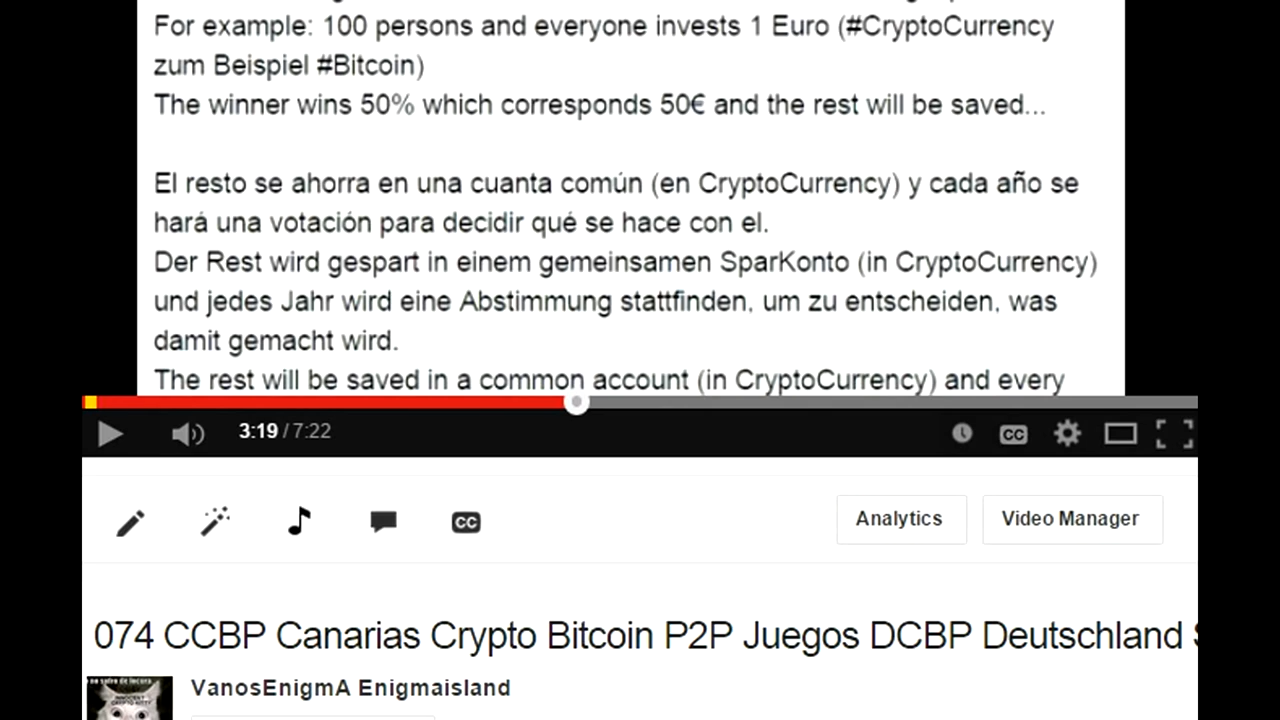 For example: 100 persons and everyone invests 1 Euro (#CryptoCurrency
zum Beispiel #Bitcoin)
The winner wins 50% which corresponds 50€ and the rest will be saved...
El resto se ahorra en una cuanta común (en CryptoCurrency) y cada año se
hará una votación para decidir qué se hace con el.
Der Rest wird gespart in einem gemeinsamen SparKonto (in CryptoCurrency)
und jedes Jahr wird eine Abstimmung stattfinden, um zu entscheiden, was
damit gemacht wird.
The rest will be saved in a common account (in CryptoCurrency) and every
3:19 / 7:22
CC
CC
Analytics
Video Manager
074 CCBP Canarias Crypto Bitcoin P2P Juegos DCBP Deutschland
VanosEnigmA Enigmaisland